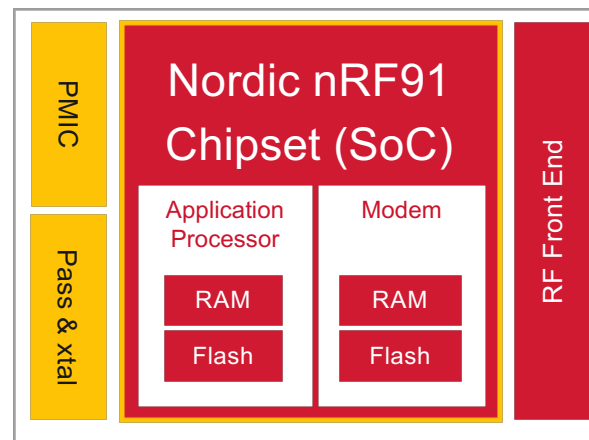 PMIC
Pass & xtal
Nordic nRF91
Chipset (SoC)
Application
Processor
RAM
Flash
Modem
RAM
Flash
RF Front End